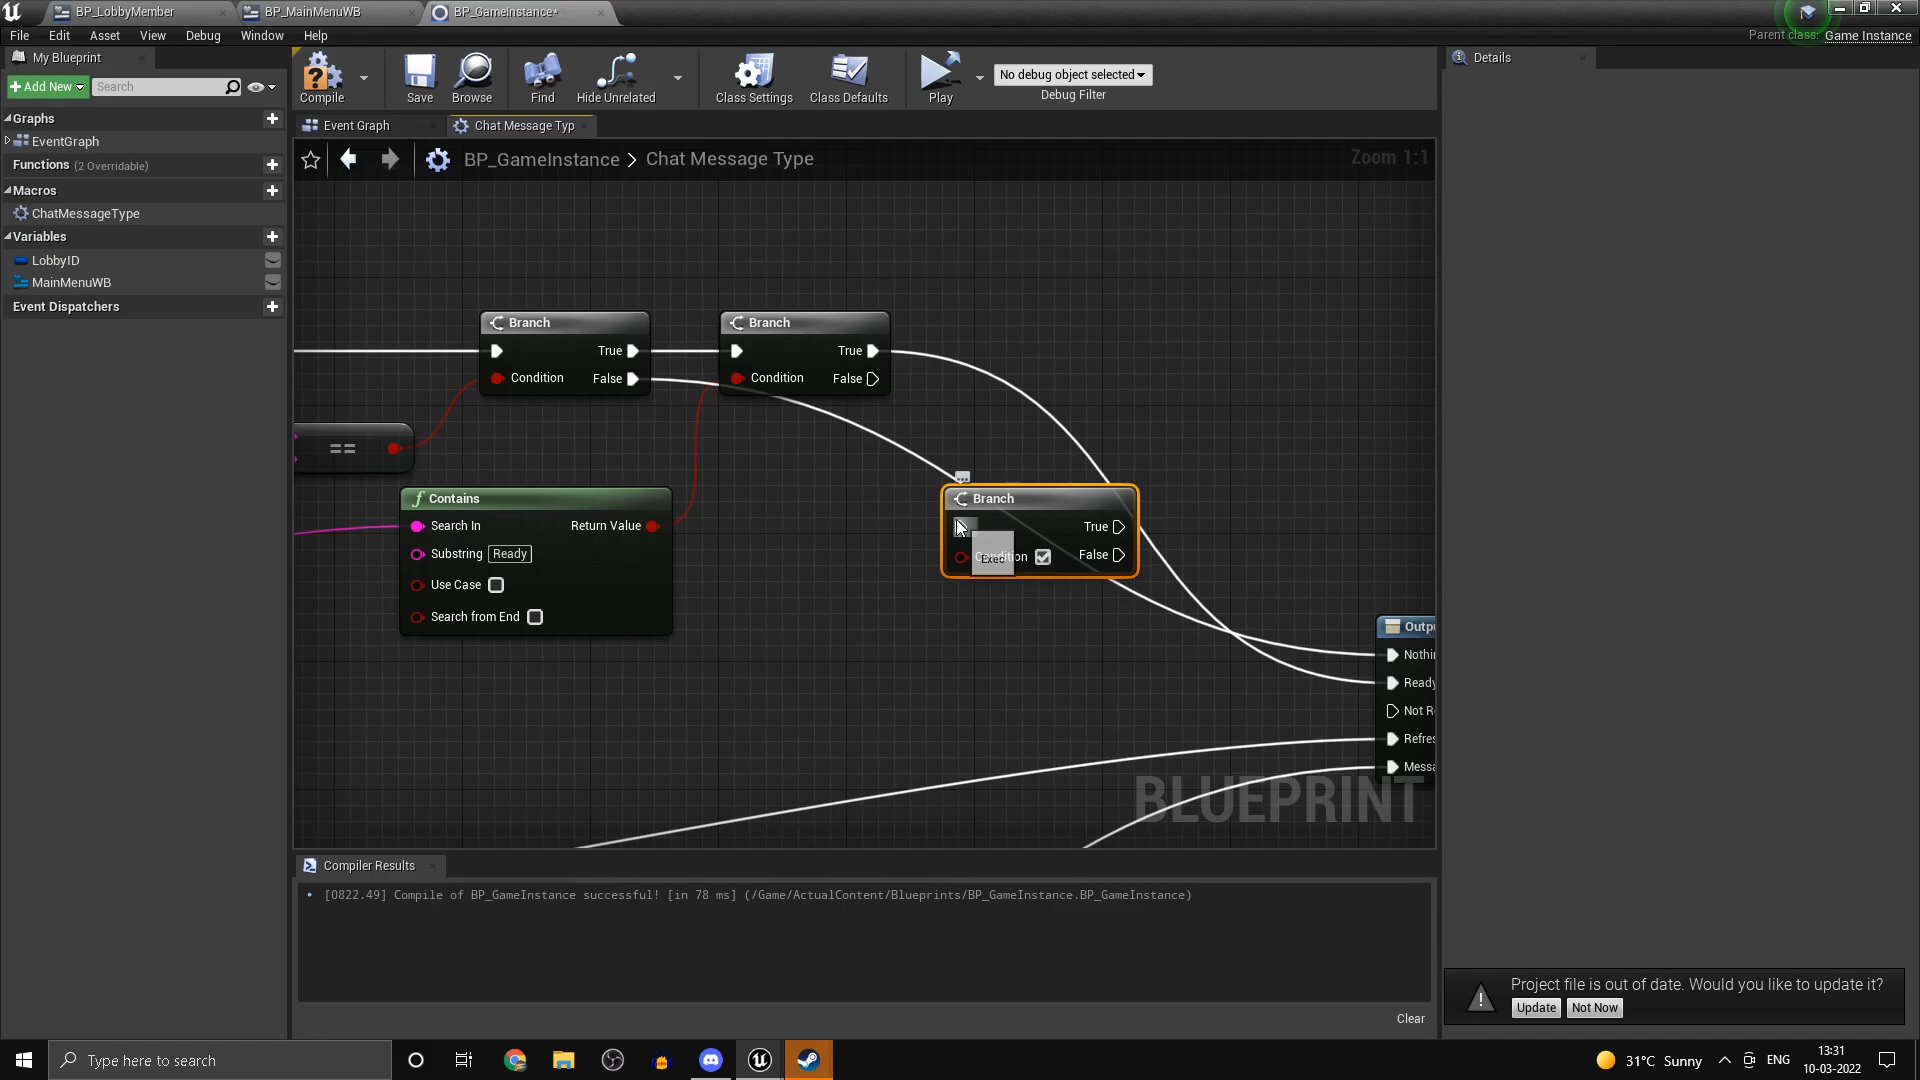 BP_LobbyMember
BP_MainMenuWB
BP_GameInstance*
File Edit Asset View Debug Window Help
Parent class: Game Instance
My Blueprint
Add New
Search
Compile
Save
Browse
Find
Hide Unrelated
Class Settings
Class Defaults
Play
No debug object selected
Debug Filter
Details
Graphs
EventGraph
Functions (2 Overridable)
Macros
ChatMessageType
Variables
LobbyID
MainMenuWB
Event Dispatchers
Event Graph
Chat Message Typ
BP_GameInstance > Chat Message Type
Zoom 1:1
Branch
True
Condition
False
Branch
True
Condition
False
==
Contains
Search In
Return Value
Substring Ready
Use Case
Search from End
Branch
True
Condition
False
Exec
Outpu
Nothi
Ready
Not R
Refres
Messa
BLUEPRINT
Compiler Results
• [0822.49] Compile of BP_GameInstance successful! [in 78 ms] (/Game/ActualContent/Blueprints/BP_GameInstance.BP_GameInstance)
Clear
Project file is out of date. Would you like to update it?
Update
Not Now
Type here to search
31°C Sunny
ENG
13:31
10-03-2022